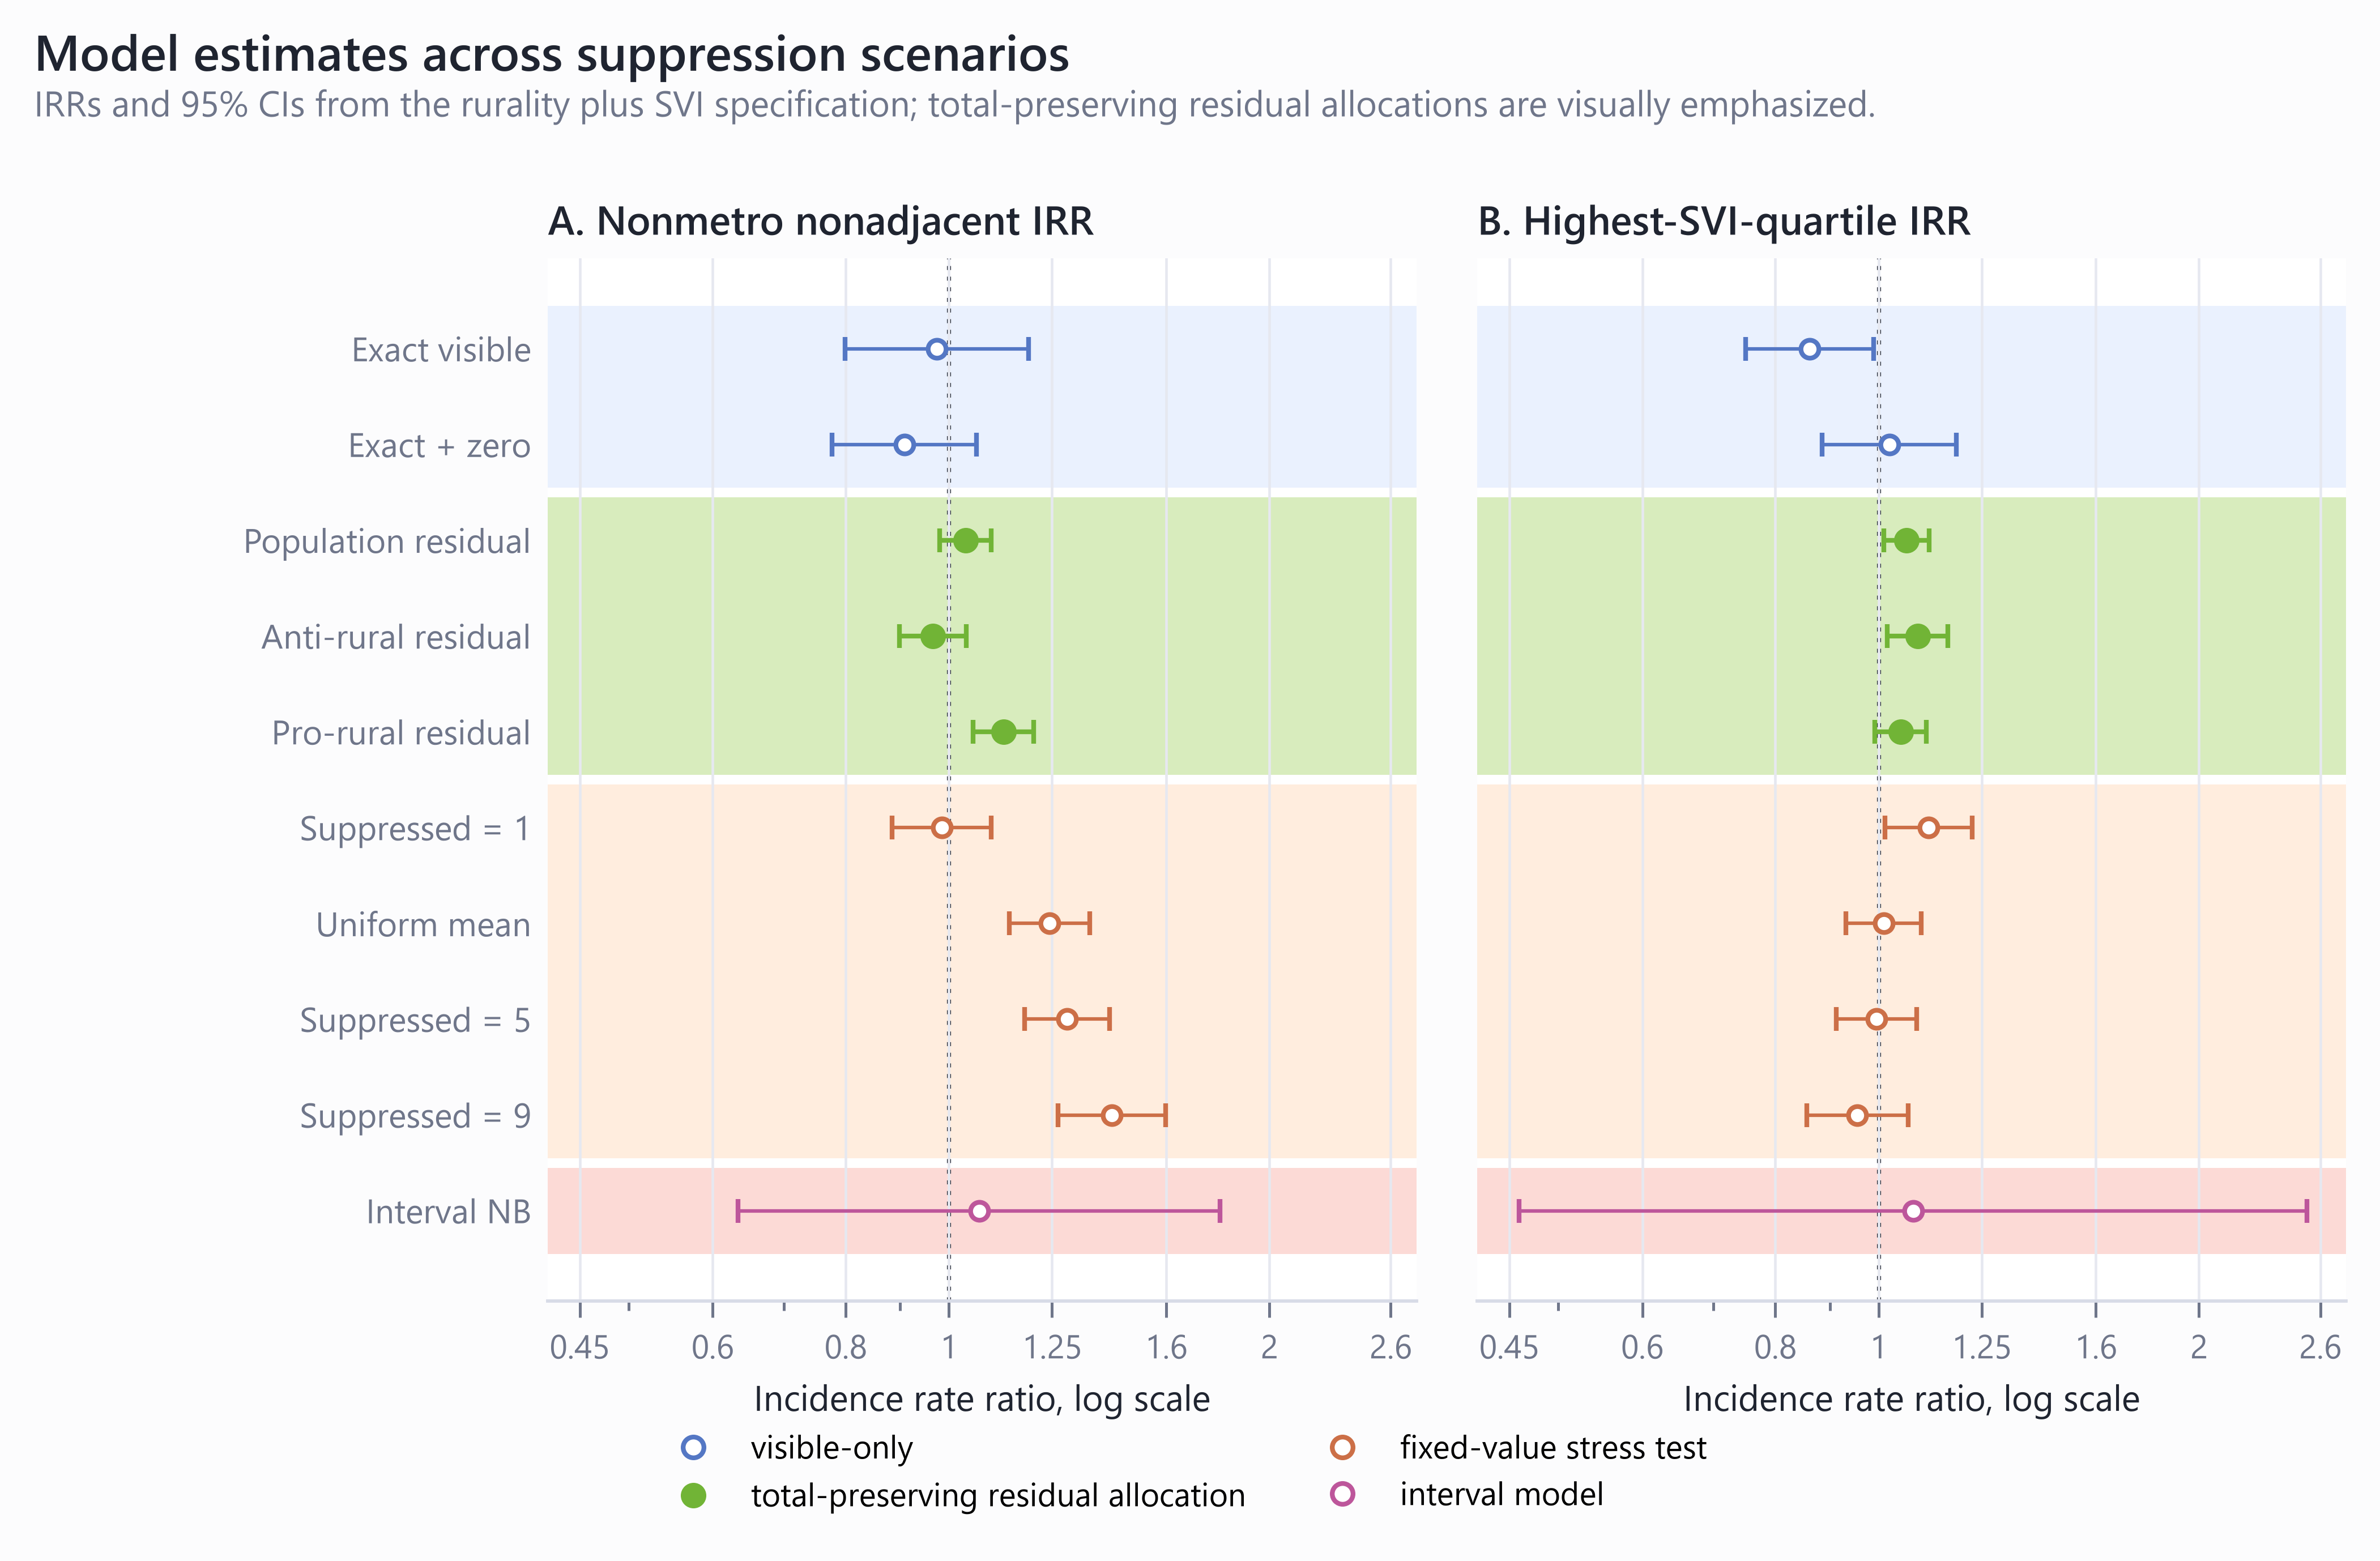 Model estimates across suppression scenarios
IRRs and 95% CIs from the rurality plus SVI specification; total-preserving residual allocations are visually emphasized.
A. Nonmetro nonadjacent IRR
B. Highest-SVI-quartile IRR
Exact visible
Exact + zero
Population residual
Anti-rural residual
Pro-rural residual
Suppressed = 1
Uniform mean
Suppressed = 5
Suppressed = 9
Interval NB
0.45 0.6 0.8 1 1.25 1.6 2 2.6
0.45 0.6 0.8 1 1.25 1.6 2 2.6
Incidence rate ratio, log scale
Incidence rate ratio, log scale
visible-only
total-preserving residual allocation
fixed-value stress test
interval model